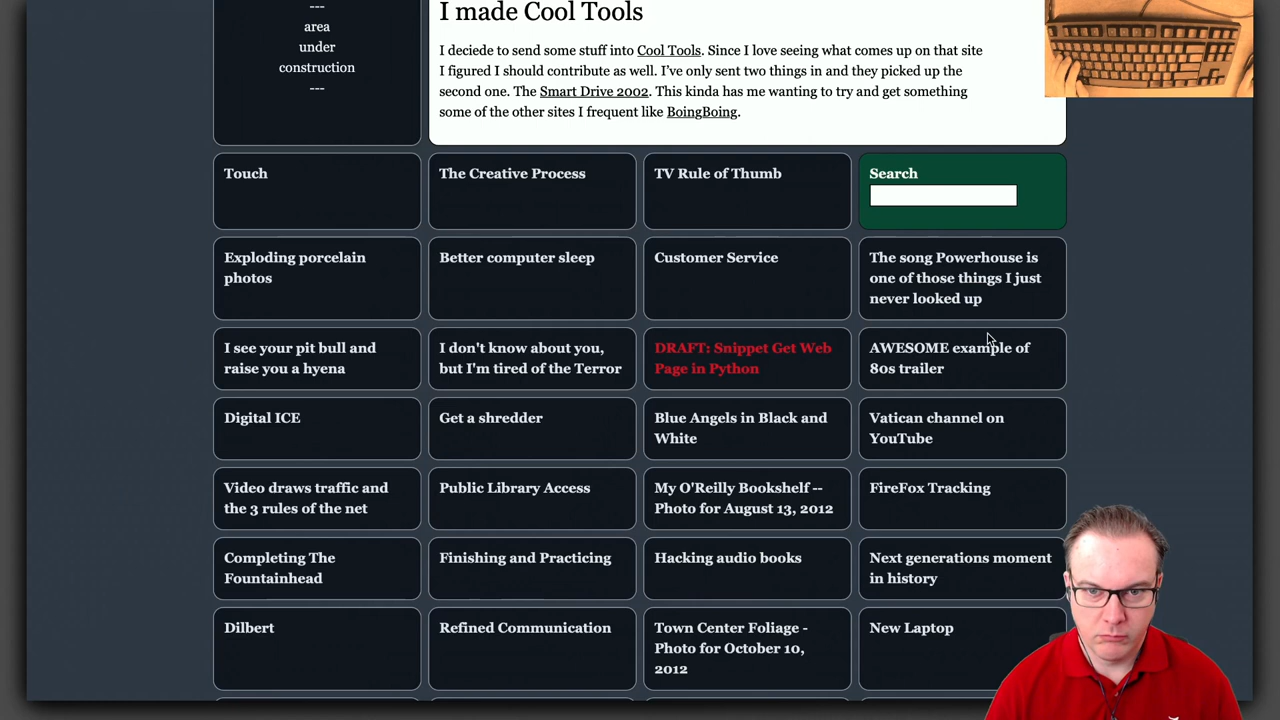 ---
area
under
construction
---
I made Cool Tools
I deciede to send some stuff into Cool Tools. Since I love seeing what comes up on that site
I figured I should contribute as well. I've only sent two things in and they picked up the
second one. The Smart Drive 2002. This kinda has me wanting to try and get something
some of the other sites I frequent like BoingBoing.
Touch
The Creative Process
TV Rule of Thumb
Search
Exploding porcelain
photos
Better computer sleep
Customer Service
The song Powerhouse is
one of those things I just
never looked up
I see your pit bull and
raise you a hyena
I don't know about you,
but I'm tired of the Terror
DRAFT: Snippet Get Web
Page in Python
AWESOME example of
80s trailer
Digital ICE
Get a shredder
Blue Angels in Black and
White
Vatican channel on
YouTube
Video draws traffic and
the 3 rules of the net
Public Library Access
My O'Reilly Bookshelf --
Photo for August 13, 2012
FireFox Tracking
Completing The
Fountainhead
Finishing and Practicing
Hacking audio books
Next generations moment
in history
Dilbert
Refined Communication
Town Center Foliage -
Photo for October 10,
2012
New Laptop